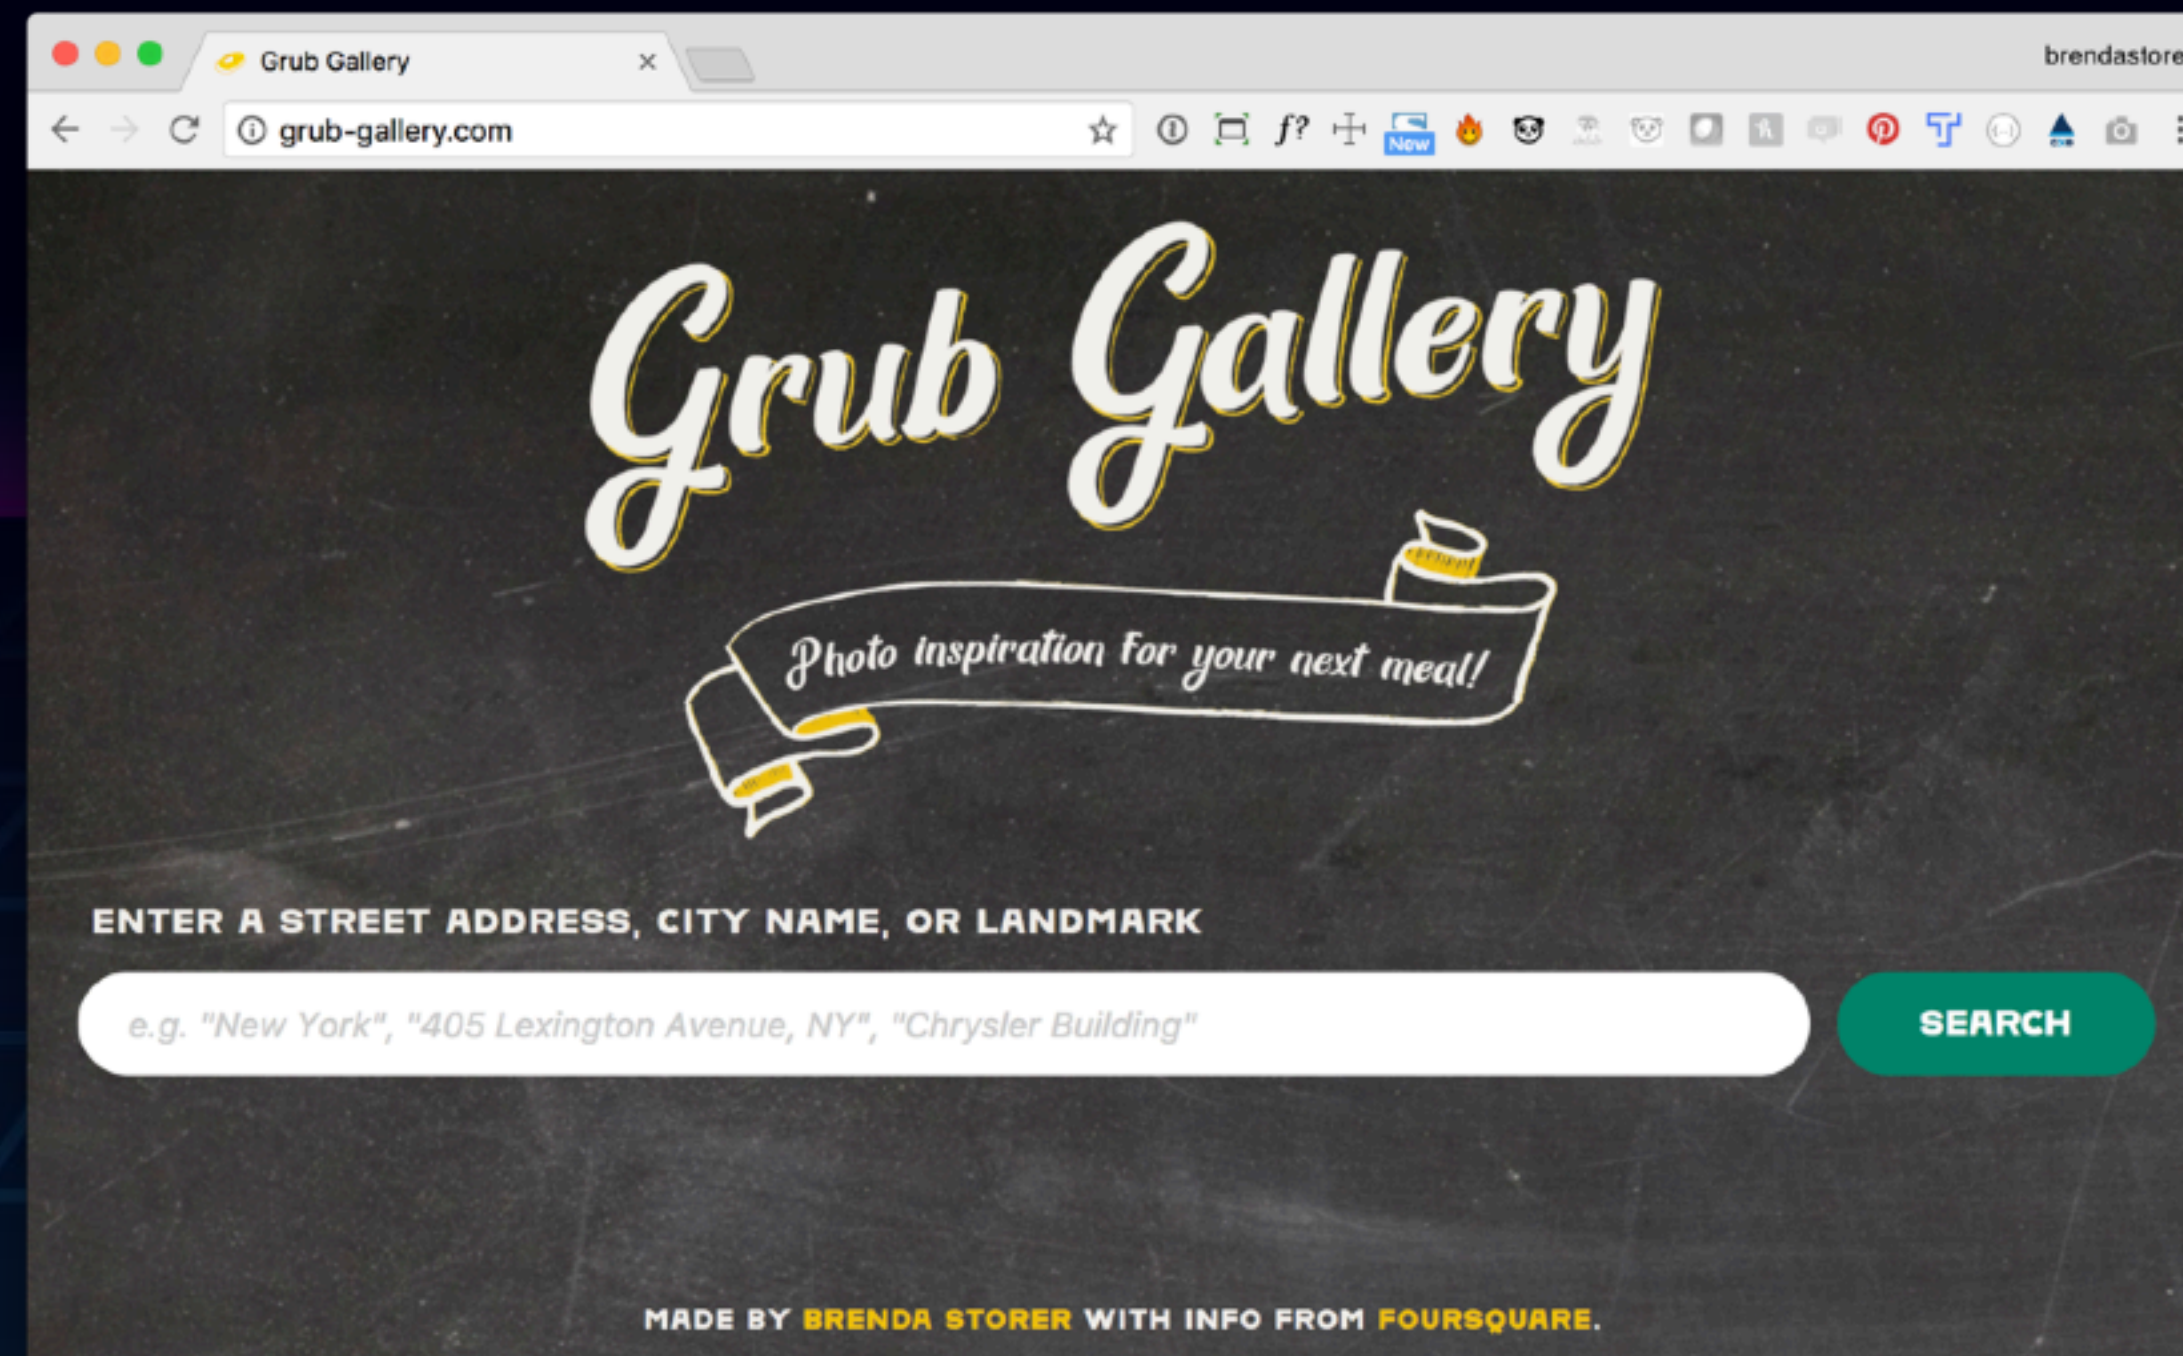 Grub Gallery
brendastore
grub-gallery.com
f?
New
Grub Gallery
Photo inspiration for your next meal!
ENTER A STREET ADDRESS, CITY NAME, OR LANDMARK
e.g. "New York", "405 Lexington Avenue, NY", "Chrysler Building"
SEARCH
MADE BY BRENDA STORER WITH INFO FROM FOURSQUARE.